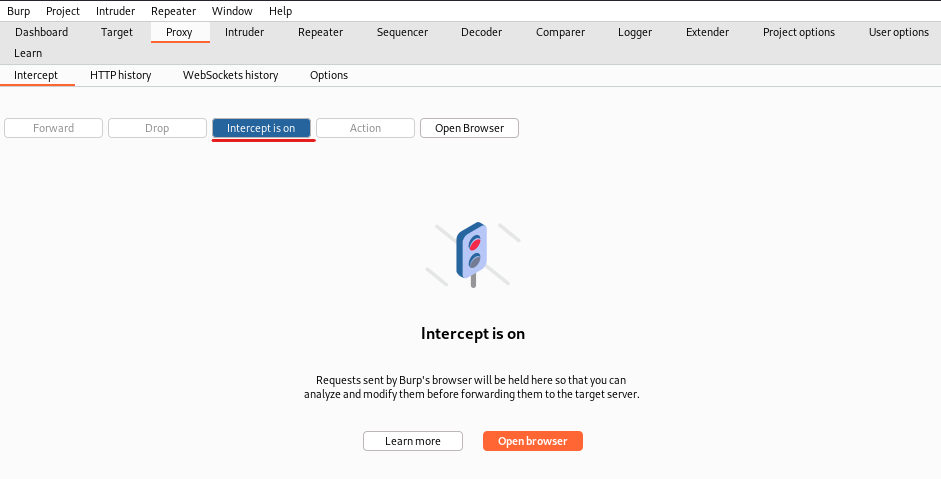 Burp Project Intruder Repeater Window Help
Dashboard Target Proxy Intruder Repeater Sequencer Decoder Comparer Logger Extender Project options User options
Learn
Intercept HTTP history WebSockets history Options
Forward Drop Intercept is on Action Open Browser
Intercept is on
Requests sent by Burp's browser will be held here so that you can
analyze and modify them before forwarding them to the target server.
Learn more Open browser